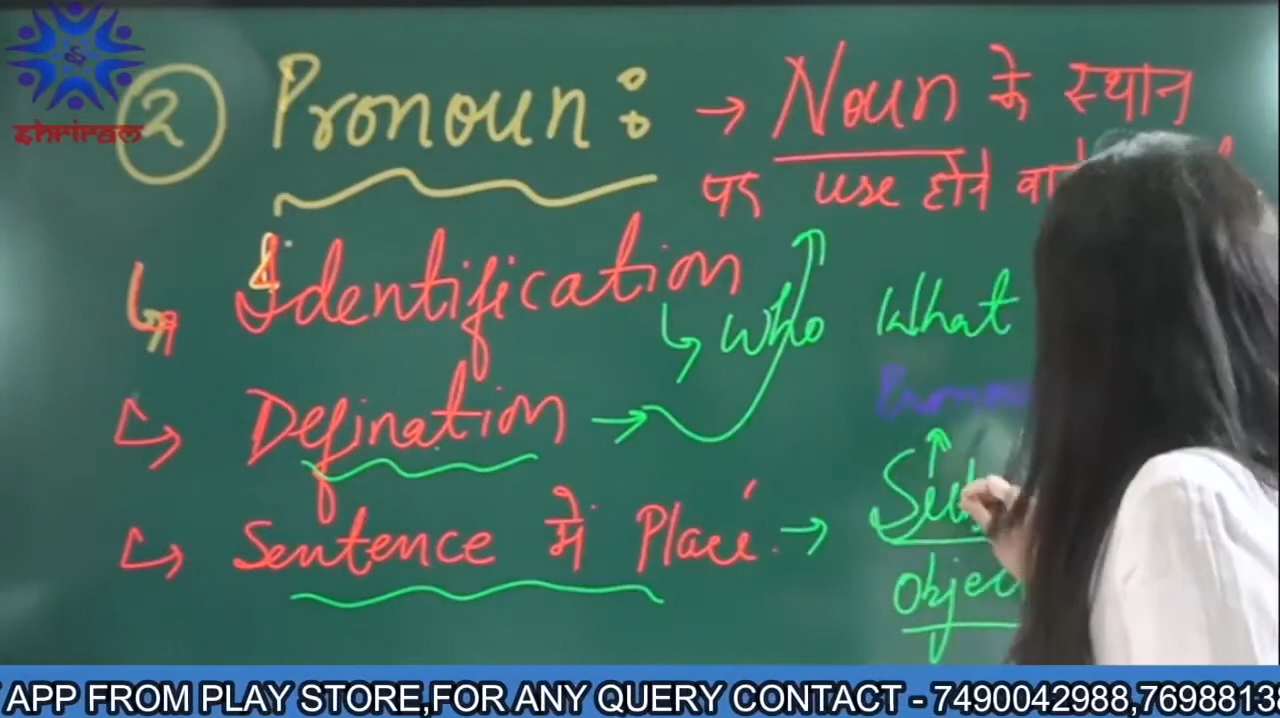 Shriram
② Pronoun : → Noun के स्थान
पर use होने
↳ Identification
↳ Who What
↳ Defination →
↳ Sentence में Place →
Object
APP FROM PLAY STORE,FOR ANY QUERY CONTACT - 7490042988,7698813